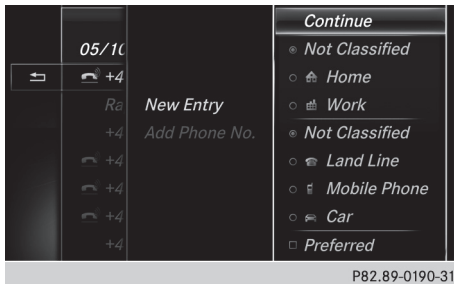 Continue
05/10
Not Classified
+4
Home
Ra
New Entry
Work
+4
Add Phone No.
Not Classified
+4
Land Line
+4
Mobile Phone
+4
Car
+4
Preferred
P82.89-0190-31